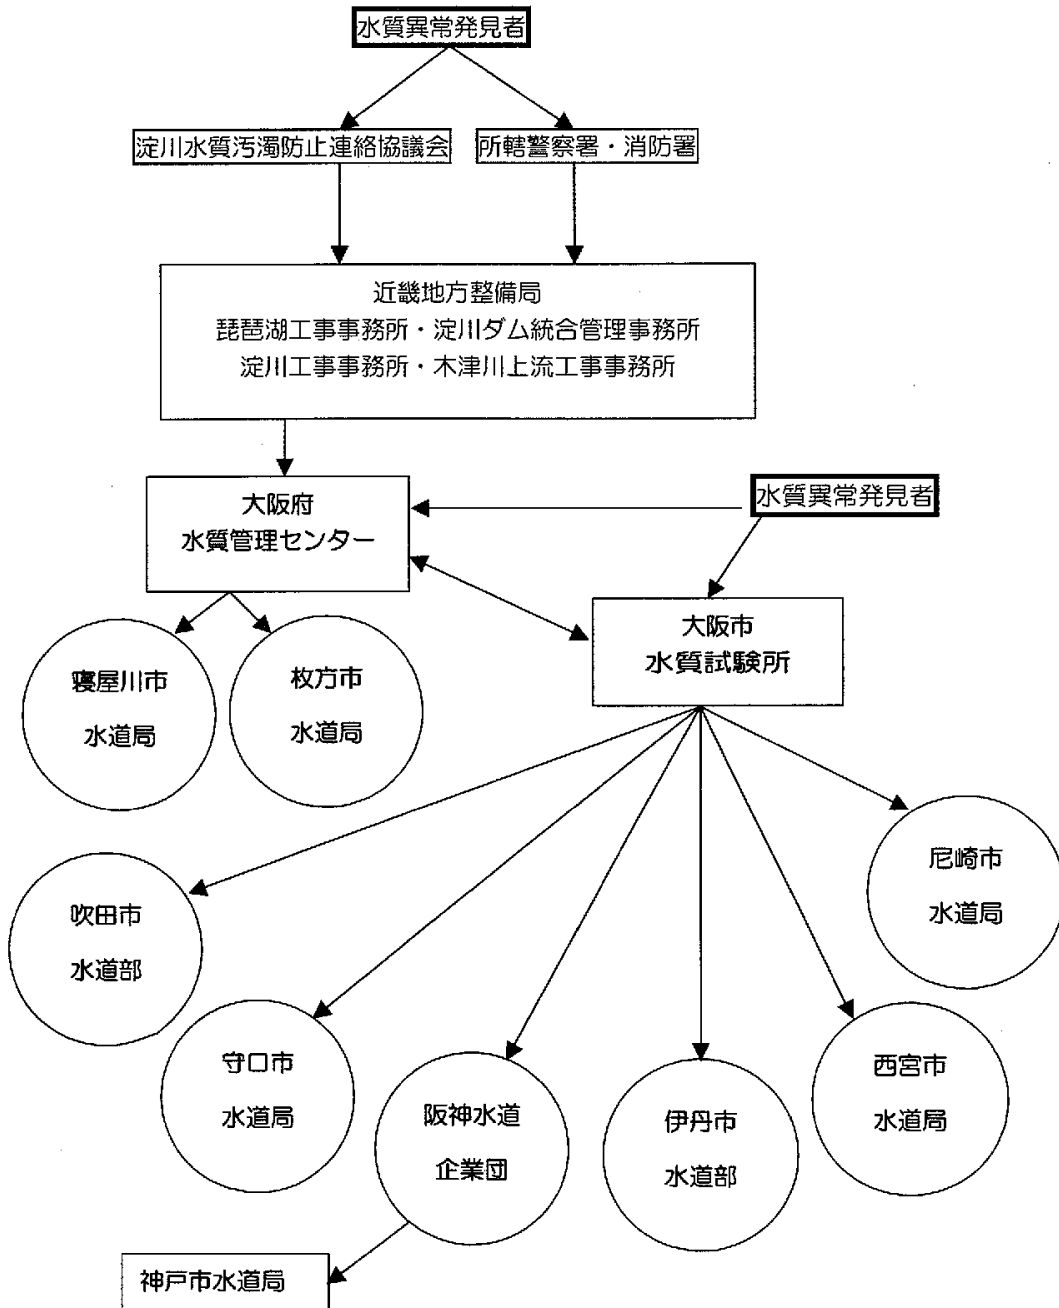 水質異常発見者
淀川水質汚濁防止連絡協議会
所轄警察署・消防署
近畿地方整備局
琵琶湖工事事務所・淀川ダム統合管理事務所
淀川工事事務所・木津川上流工事事務所
大阪府
水質管理センター
水質異常発見者
大阪市
水質試験所
寝屋川市
水道局
枚方市
水道局
尼崎市
水道局
吹田市
水道部
守口市
水道局
阪神水道
企業団
伊丹市
水道部
西宮市
水道局
神戸市水道局